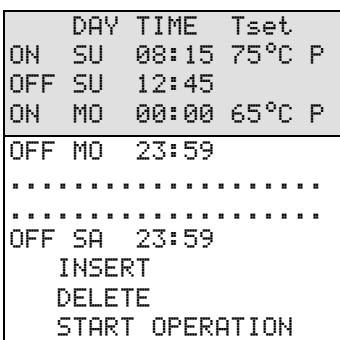 DAY TIME Tset
ON SU 08:15 75°C P
OFF SU 12:45
ON MO 00:00 65°C P
OFF MO 23:59
....................
....................
OFF SA 23:59
INSERT
DELETE
START OPERATION